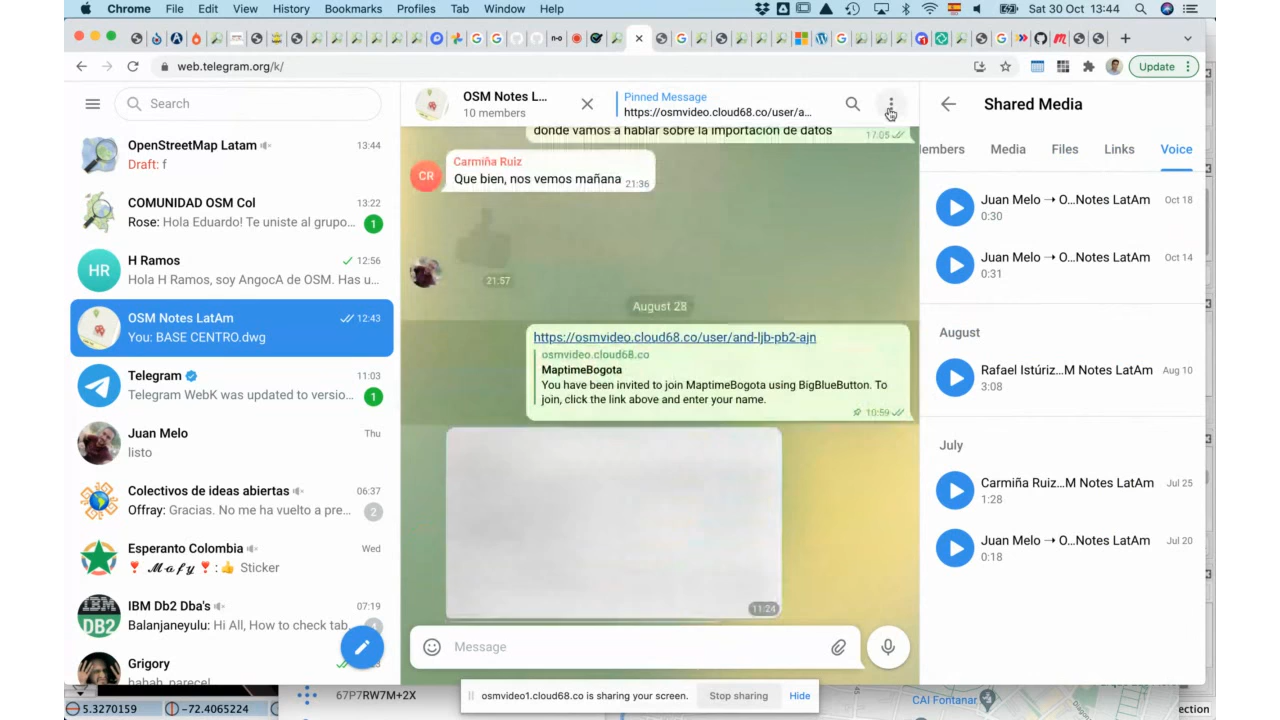 Chrome File Edit View History Bookmarks Profiles Tab Window Help
Sat 30 Oct 13:44
web.telegram.org/k/
Update
Search
OpenStreetMap Latam 13:44
Draft: f
COMUNIDAD OSM Col 13:22
Rose: Hola Eduardo! Te uniste al grupo... 1
HR
H Ramos 12:56
Hola H Ramos, soy AngocA de OSM. Has u...
OSM Notes LatAm 12:43
You: BASE CENTRO.dwg
Telegram 11:03
Telegram WebK was updated to versio... 1
Juan Melo Thu
listo
Colectivos de ideas abiertas 06:37
Offray: Gracias. No me ha vuelto a pre... 2
Esperanto Colombia Wed
❣️ 𝓜𝓪𝓯𝔂 ❣️:👍 Sticker
IBM DB2
IBM Db2 Dba's 07:19
Balanjaneyulu: Hi All, How to check tab
Grigory
hahah, parece!
OSM Notes L...
10 members
Pinned Message
https://osmvideo.cloud68.co/user/a...
donde vamos a hablar sobre la importación de datos
17:05
CR
Carmiña Ruiz
Que bien, nos vemos mañana 21:36
21:57
August 28
https://osmvideo.cloud68.co/user/and-ljb-pb2-ajn
osmvideo.cloud68.co
MaptimeBogota
You have been invited to join MaptimeBogota using BigBlueButton. To
join, click the link above and enter your name.
10:59
11:24
Message
Shared Media
embers Media Files Links Voice
Juan Melo → O...Notes LatAm Oct 18
0:30
Juan Melo → O...Notes LatAm Oct 14
0:31
August
Rafael Istúriz...M Notes LatAm Aug 10
3:08
July
Carmiña Ruiz...M Notes LatAm Jul 25
1:28
Juan Melo → O...Notes LatAm Jul 20
0:18
osmvideo1.cloud68.co is sharing your screen. Stop sharing Hide
67P7RW7M+2X
5.3270159 -72.4065224
CAI Fontanar
ection